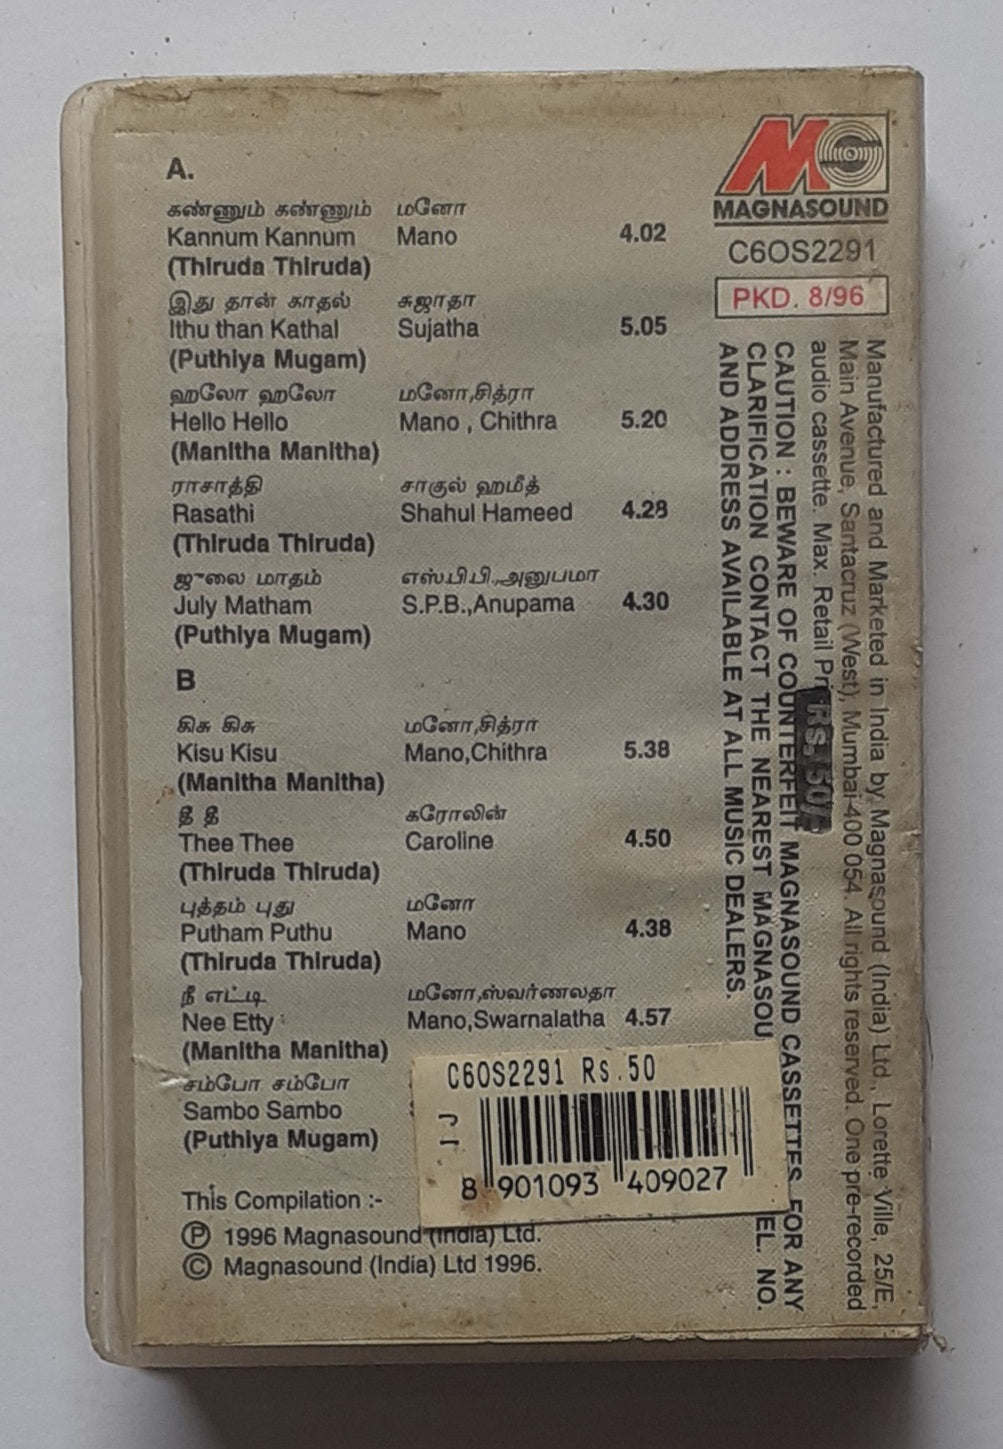 A.
கண்ணும் கண்ணும் மனோ
Kannum Kannum Mano 4.02
(Thiruda Thiruda)
இது தான் காதல் சுஜாதா
Ithu than Kathal Sujatha 5.05
(Puthiya Mugam)
ஹலோ ஹலோ மனோ,சித்ரா
Hello Hello Mano , Chithra 5.20
(Manitha Manitha)
ராசாத்தி சாகுல் ஹமீத்
Rasathi Shahul Hameed 4.28
(Thiruda Thiruda)
ஜுலை மாதம் எஸ்.பி.பி.,அனுபமா
July Matham S.P.B.,Anupama 4.30
(Puthiya Mugam)
B
கிசு கிசு மனோ,சித்ரா
Kisu Kisu Mano,Chithra 5.38
(Manitha Manitha)
தீ தீ கரோலின்
Thee Thee Caroline 4.50
(Thiruda Thiruda)
புத்தம் புது மனோ
Putham Puthu Mano 4.38
(Thiruda Thiruda)
நீ எட்டி மனோ,ஸ்வர்ணலதா
Nee Etty Mano,Swarnalatha 4.57
(Manitha Manitha)
சம்போ சம்போ
Sambo Sambo
(Puthiya Mugam)
This Compilation :-
Ⓟ 1996 Magnasound (India) Ltd.
© Magnasound (India) Ltd 1996.
MAGNASOUND
C6OS2291
PKD. 8/96
Manufactured and Marketed in India by Magnasound (India) Ltd., Lorette Ville, 25/E,
Main Avenue, Santacruz (West), Mumbai-400 054. All rights reserved. One pre-recorded
audio cassette. Max. Retail Pri
Rs. 50/-
CAUTION : BEWARE OF COUNTERFEIT MAGNASOUND CASSETTES. FOR ANY
CLARIFICATION CONTACT THE NEAREST MAGNASOU EL. NO.
AND ADDRESS AVAILABLE AT ALL MUSIC DEALERS.
C6OS2291 Rs.50
8 901093 409027